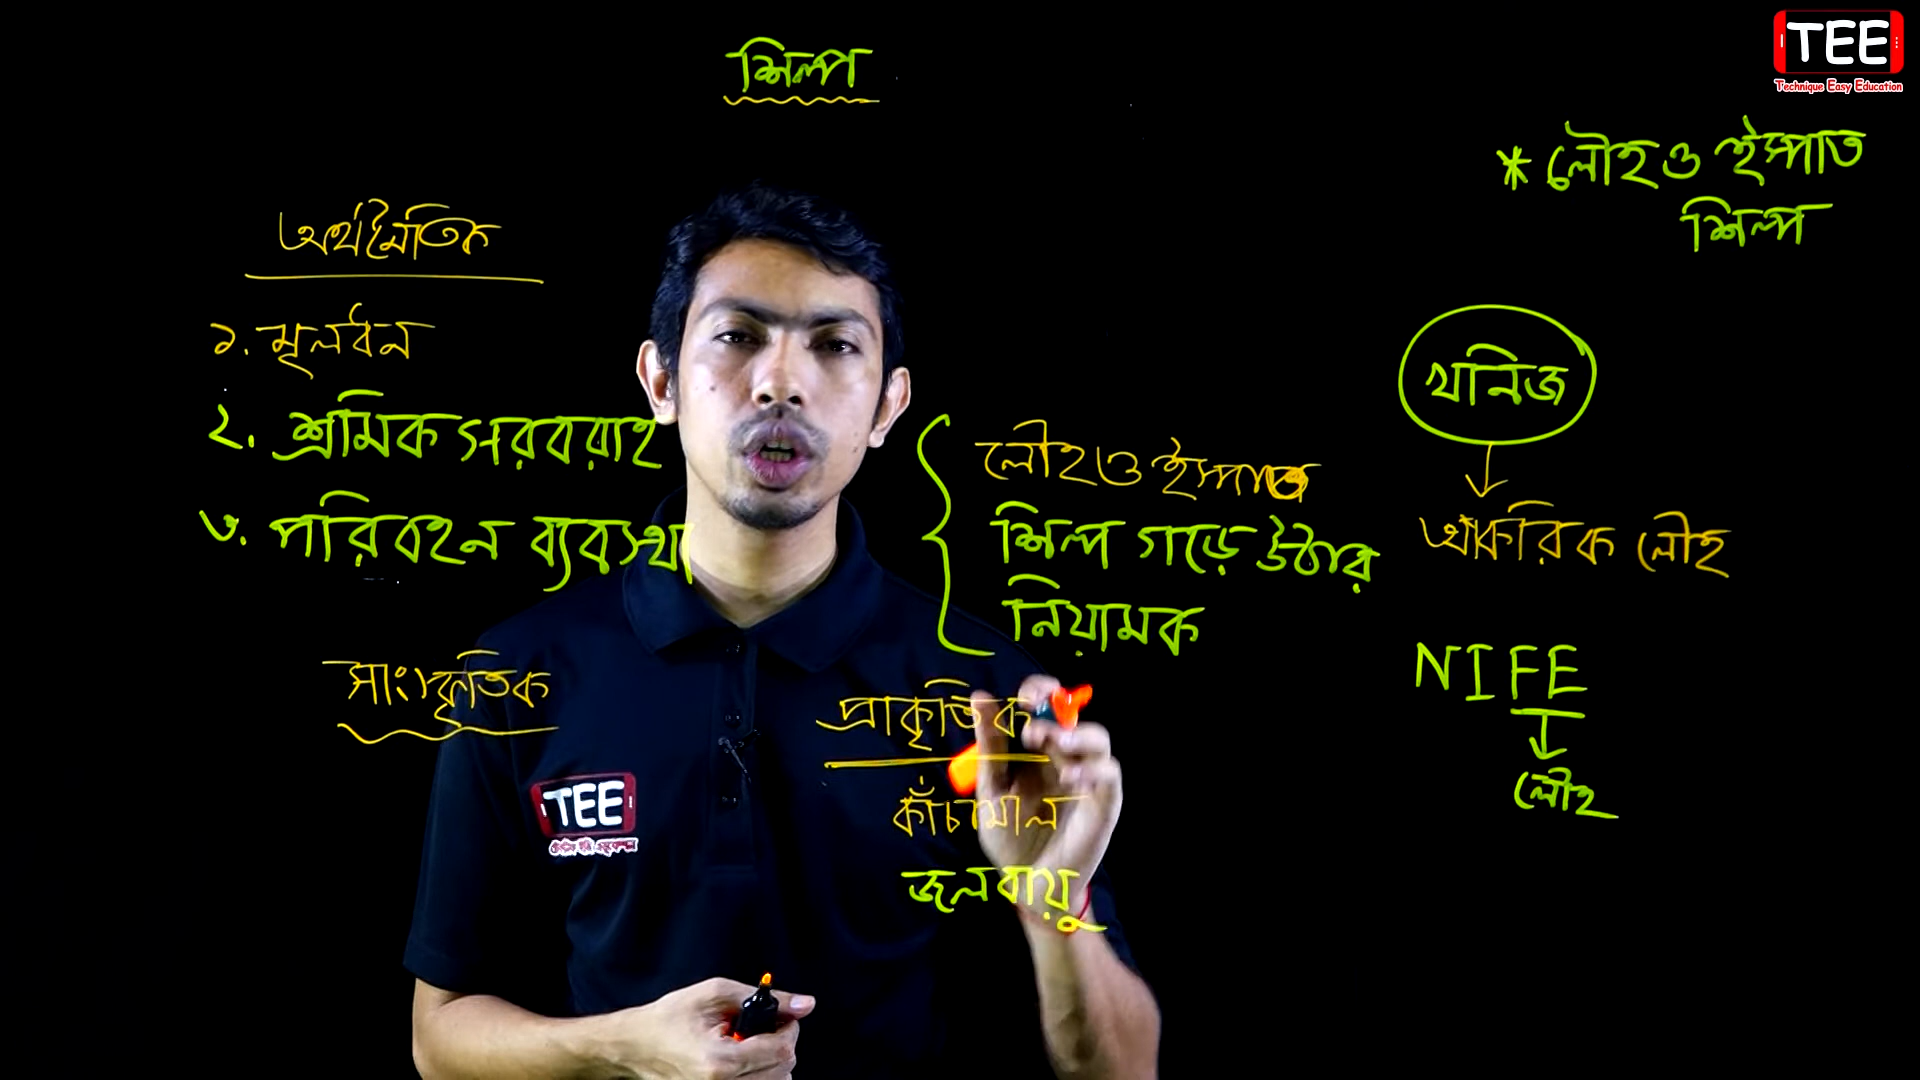 শিল্প
TEE
Technique Easy Education
* লৌহ ও ইস্পাত
শিল্প
অর্থনৈতিক
১. মূলধন
২. শ্রমিক সরবরাহ
৩. পরিবহন ব্যবস্থা
লৌহ ও ইস্পাত
শিল্প গড়ে উঠার
নিয়ামক
খনিজ
আকরিক লৌহ
NIFE
লৌহ
সাংস্কৃতিক
প্রাকৃতিক
কাঁচামাল
জলবায়ু
TEE